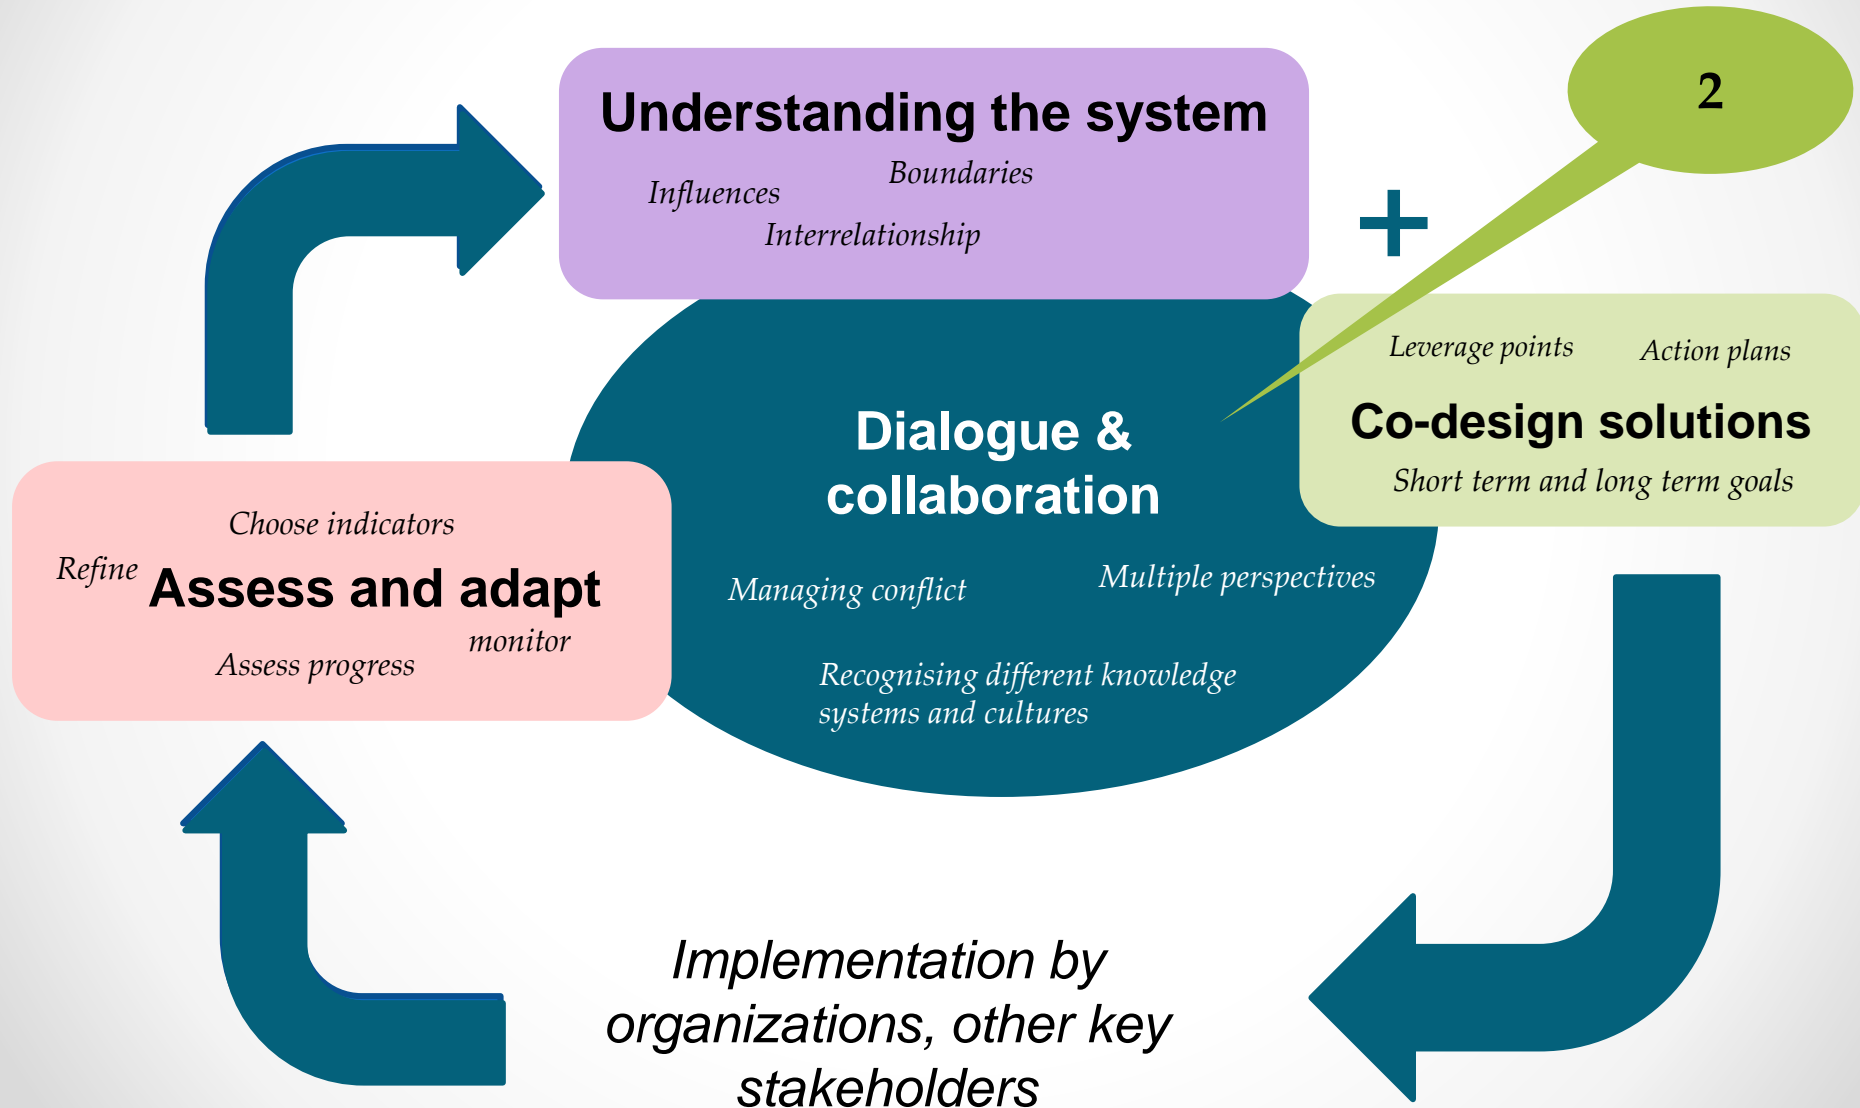 2
Understanding the system
Boundaries
Influences
Interrelationship
+
Leverage points
Action plans
Co-design solutions
Short term and long term goals
Dialogue &
collaboration
Managing conflict
Multiple perspectives
Recognising different knowledge
systems and cultures
Choose indicators
Refine
Assess and adapt
monitor
Assess progress
Implementation by
organizations, other key
stakeholders